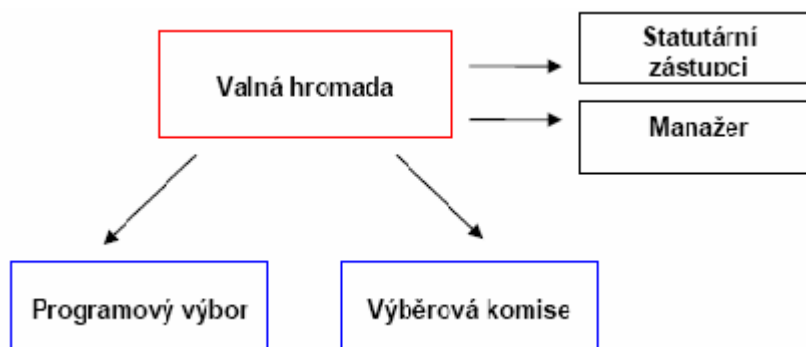 Valná hromada
Statutární
zástupci
Manažer
Programový výbor
Výběrová komise